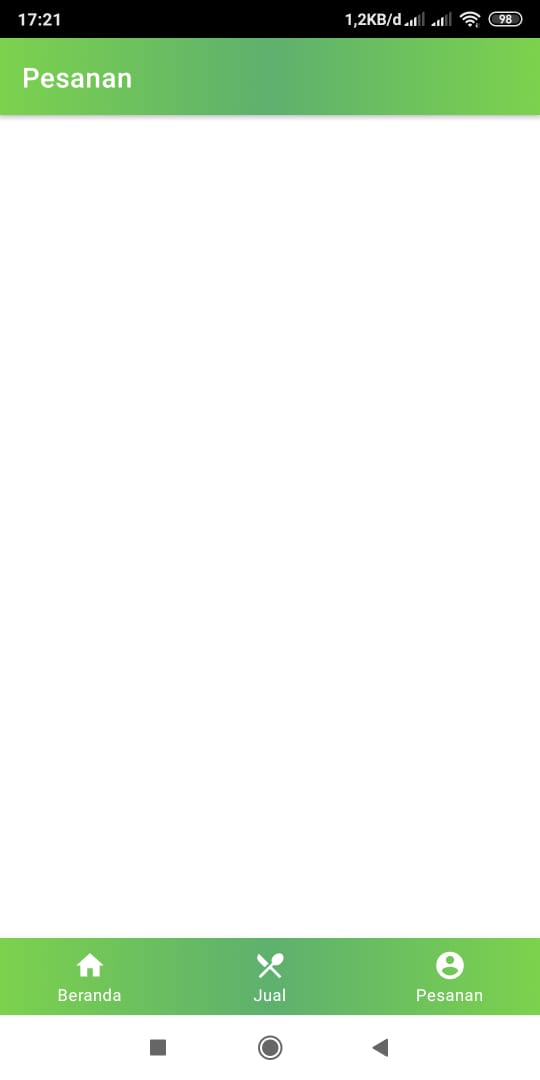 17:21 1,2KB/d 98
Pesanan
Beranda Jual Pesanan